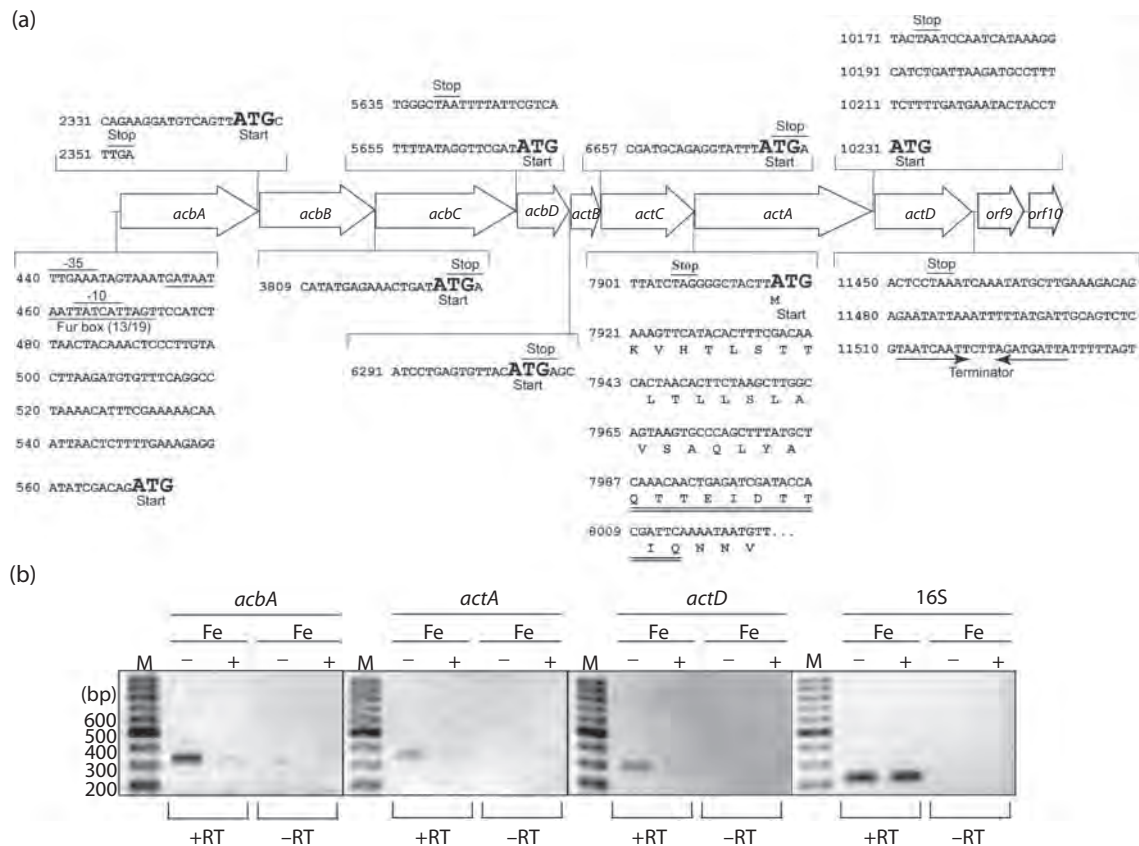 (a)
Stop
2331 CAGAAGGATGTCAGTTATGC
Start
Stop
2351 TTGA
Stop
5635 TGGGCTAATTTTATTCGTCA
5655 TTTTATAGGTTCGATATG
Start
Stop
6657 CGATGCAGAGGTATTTATGA
Start
Stop
10171 TACTAATCCAATCATAAAGG
10191 CATCTGATTAAGATGCCTTT
10211 TCTTTTGATGAATACTACCT
10231 ATG
Start
acbA acbB acbC acbD actB actC actA actD orf9 orf10
-35
440 TTGAAATAGTAAATGATAAT
-10
460 AATTATCATTAGTTCCATCT
Fur box (13/19)
480 TAACTACAAACTCCCTTGTA
500 CTTAAGATGTGTTTCAGGCC
520 TAAAACATTTCGAAAAACAA
540 ATTAACTCTTTTGAAAGAGG
560 ATATCGACAGATG
Start
Stop
3809 CATATGAGAAACTGATATGA
Start
Stop
6291 ATCCTGAGTGTTACATGAGC
Start
Stop
7901 TTATCTAGGGGCTACTTATG
M
Start
7921 AAAGTTCATACACTTTCGACAA
K V H T L S T T
7943 CACTAACACTTCTAAGCTTGGC
L T L L S L A
7965 AGTAAGTGCCCAGCTTTATGCT
V S A Q L Y A
7987 CAAACAACTGAGATCGATACCA
Q T T E I D T T
8009 CGATTCAAAATAATGTT...
I Q N N V
Stop
11450 ACTCCTAAATCAAATATGCTTGAAAGACAG
11480 AGAATATTAAATTTTTATGATTGCAGTCTC
11510 GTAATCAATTCTTAGATGATTATTTTTAGT
Terminator
(b)
acbA actA actD 16S
Fe Fe Fe Fe Fe Fe Fe Fe
M – + – + M – + – + M – + – + M – + – +
(bp)
600
500
400
300
200
+RT –RT +RT –RT +RT –RT +RT –RT